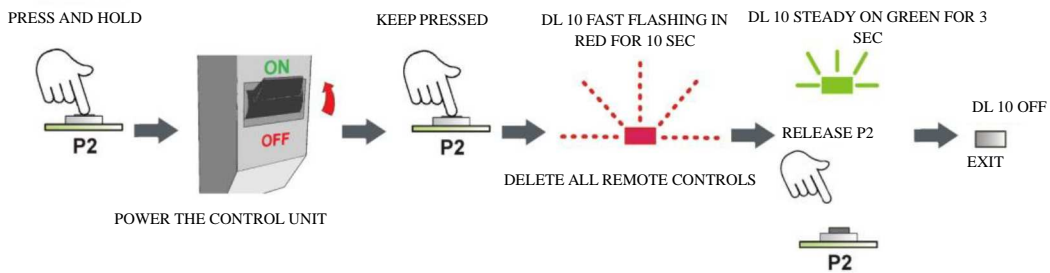 PRESS AND HOLD
P2
POWER THE CONTROL UNIT
ON
OFF
KEEP PRESSED
P2
DL 10 FAST FLASHING IN
RED FOR 10 SEC
DELETE ALL REMOTE CONTROLS
DL 10 STEADY ON GREEN FOR 3
SEC
RELEASE P2
P2
DL 10 OFF
EXIT